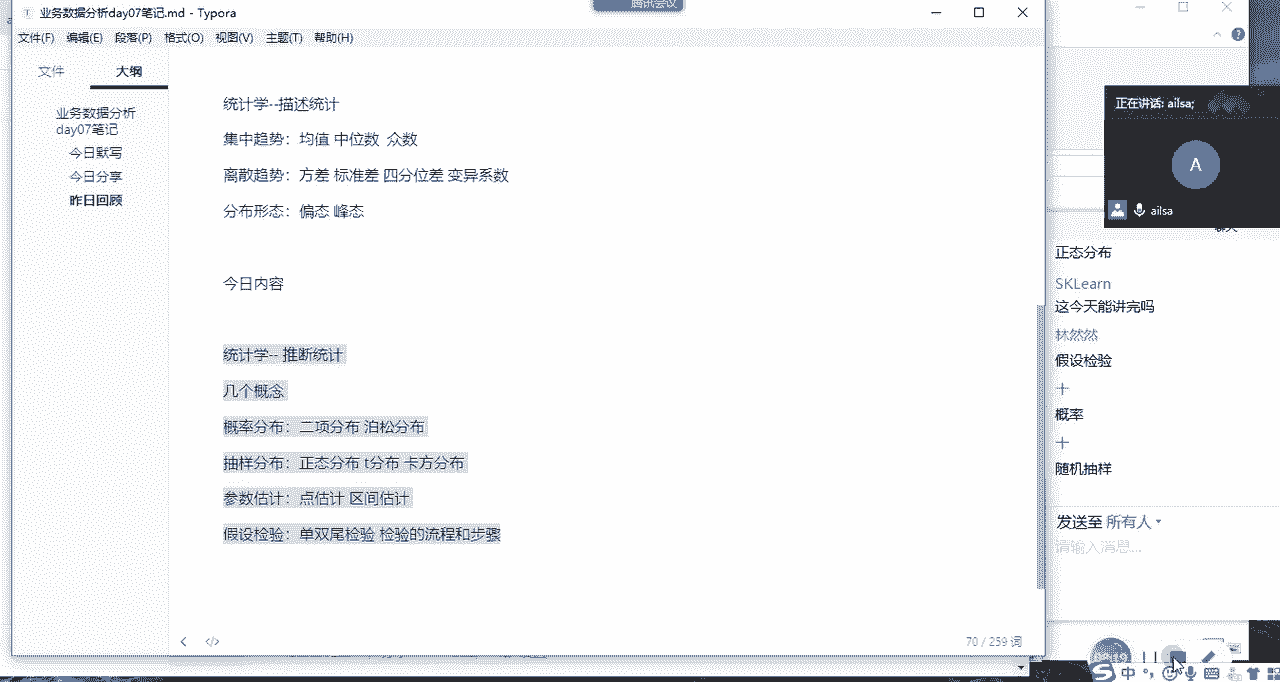 腾讯会议
业务数据分析day07笔记.md - Typora
文件(F) 编辑(E) 段落(P) 格式(O) 视图(V) 主题(T) 帮助(H)
文件 大纲
业务数据分析
day07笔记
今日默写
今日分享
昨日回顾
统计学--描述统计
集中趋势：均值 中位数 众数
离散趋势：方差 标准差 四分位差 变异系数
分布形态：偏态 峰态
今日内容
统计学-- 推断统计
几个概念
概率分布：二项分布 泊松分布
抽样分布：正态分布 t分布 卡方分布
参数估计：点估计 区间估计
假设检验：单双尾检验 检验的流程和步骤
70 / 259 词
正在讲话: ailsa;
A
ailsa
正态分布
SKLearn
这今天能讲完吗
林然然
假设检验
十
概率
十
随机抽样
发送至 所有人
请输入消息...
中